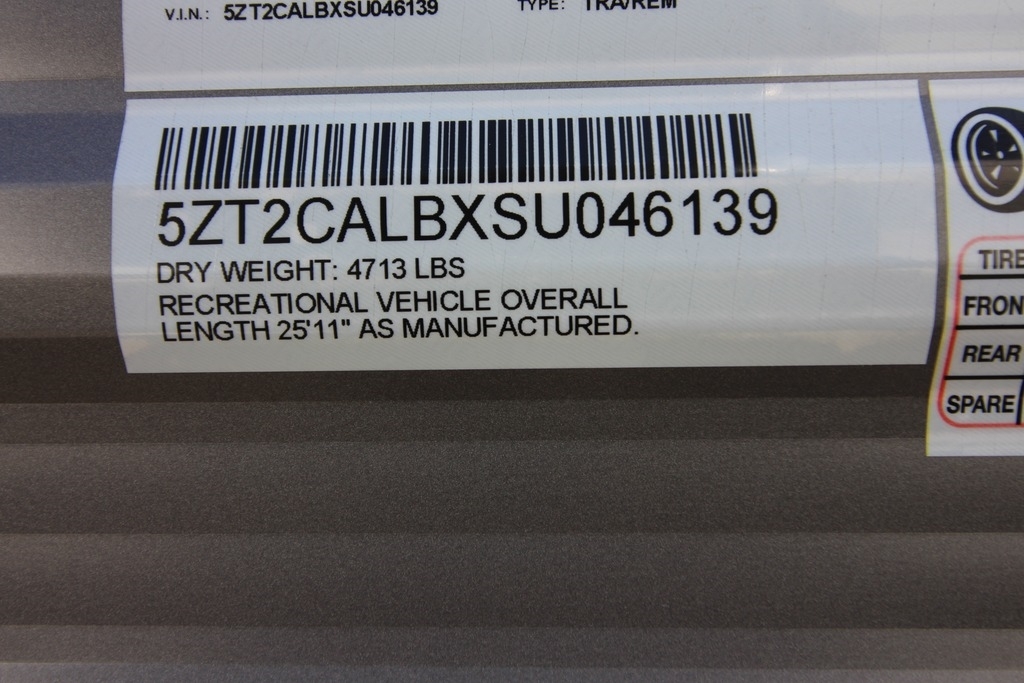 V.I.N.: 5ZT2CALBXSU046139 TYPE: TRA/REM
5ZT2CALBXSU046139
DRY WEIGHT: 4713 LBS
RECREATIONAL VEHICLE OVERALL
LENGTH 25'11" AS MANUFACTURED.
TIRE
FRON
REAR
SPARE